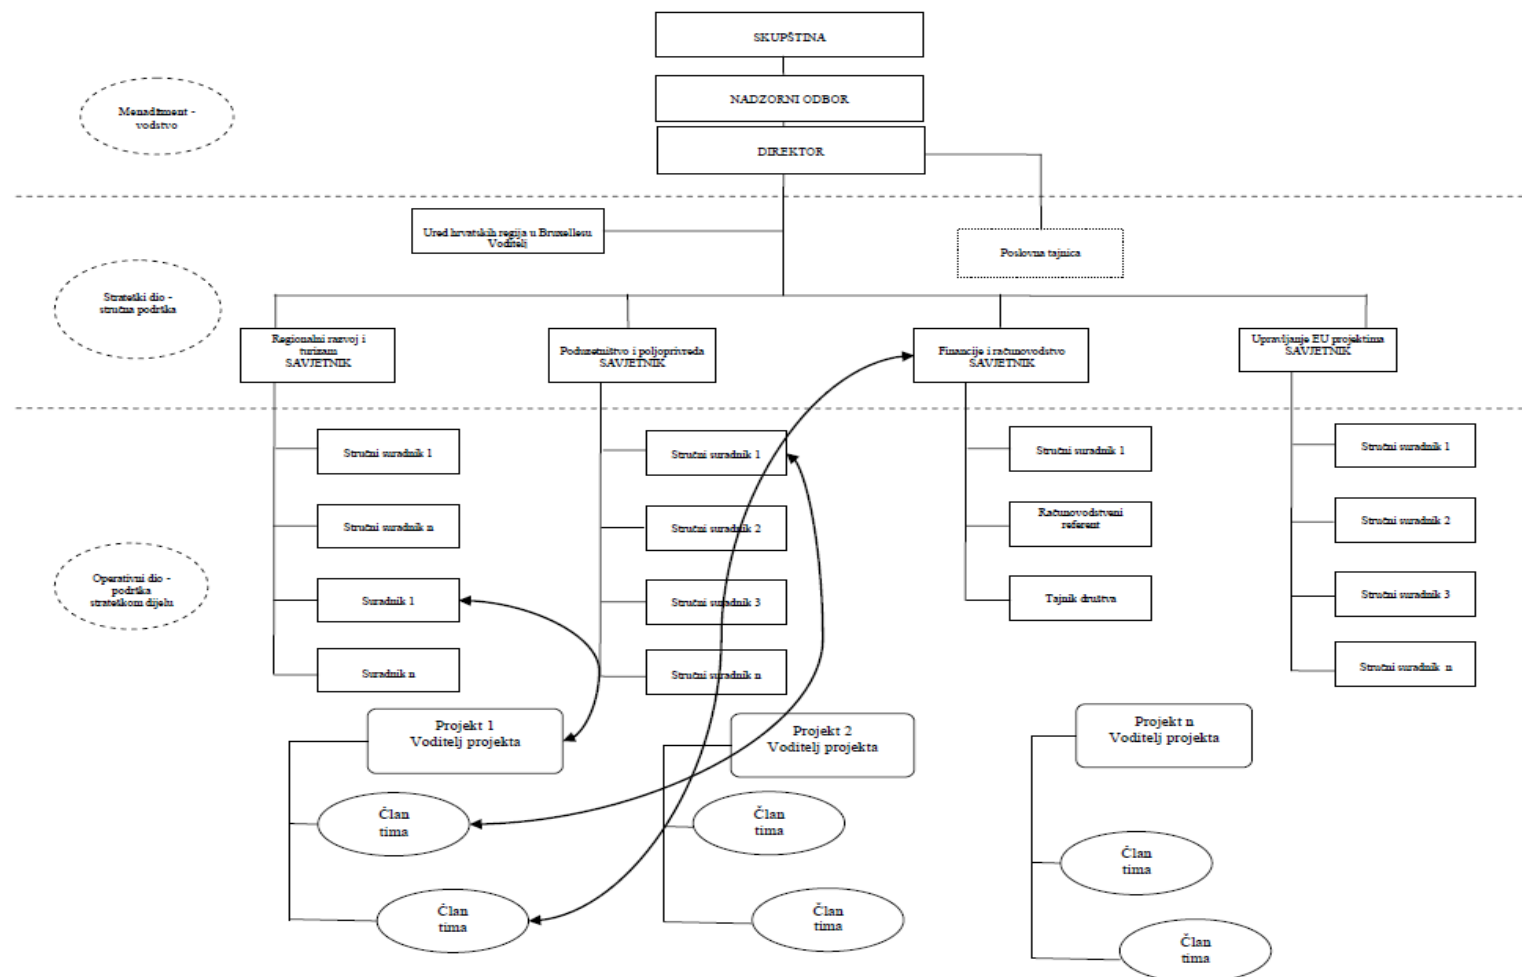 SKUPŠTINA
NADZORNI ODBOR
Menadžment -
vodstvo
DIREKTOR
Ured hrvatskih regija u Bruxellesu
Voditelj
Poslovna tajnica
Strateški dio -
stručna podrška
Regionalni razvoj i
turizam
SAVJETNIK
Poduzetništvo i poljoprivreda
SAVJETNIK
Financije i računovodstvo
SAVJETNIK
Upravljanje EU projektima
SAVJETNIK
Stručni suradnik 1
Stručni suradnik 1
Stručni suradnik 1
Stručni suradnik 1
Stručni suradnik n
Stručni suradnik 2
Računovodstveni
referent
Stručni suradnik 2
Operativni dio -
podrška
strateškom dijelu
Suradnik 1
Stručni suradnik 3
Tajnik društva
Stručni suradnik 3
Suradnik n
Stručni suradnik n
Stručni suradnik n
Projekt 1
Voditelj projekta
Projekt 2
Voditelj projekta
Projekt n
Voditelj projekta
Član
tima
Član
tima
Član
tima
Član
tima
Član
tima
Član
tima